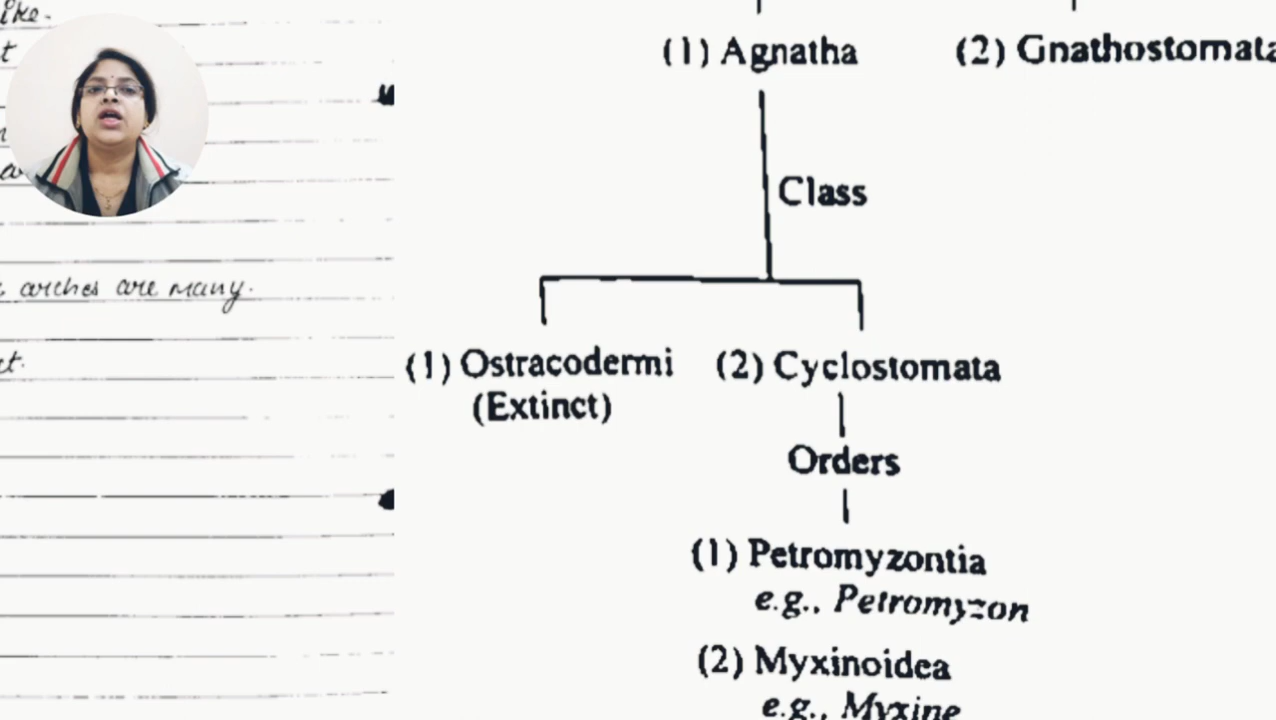 ike.
t
arches are many.
(1) Agnatha (2) Gnathostomata
Class
(1) Ostracodermi (2) Cyclostomata
(Extinct)
Orders
(1) Petromyzontia
e.g., Petromyzon
(2) Myxinoidea
e.g., Myxine